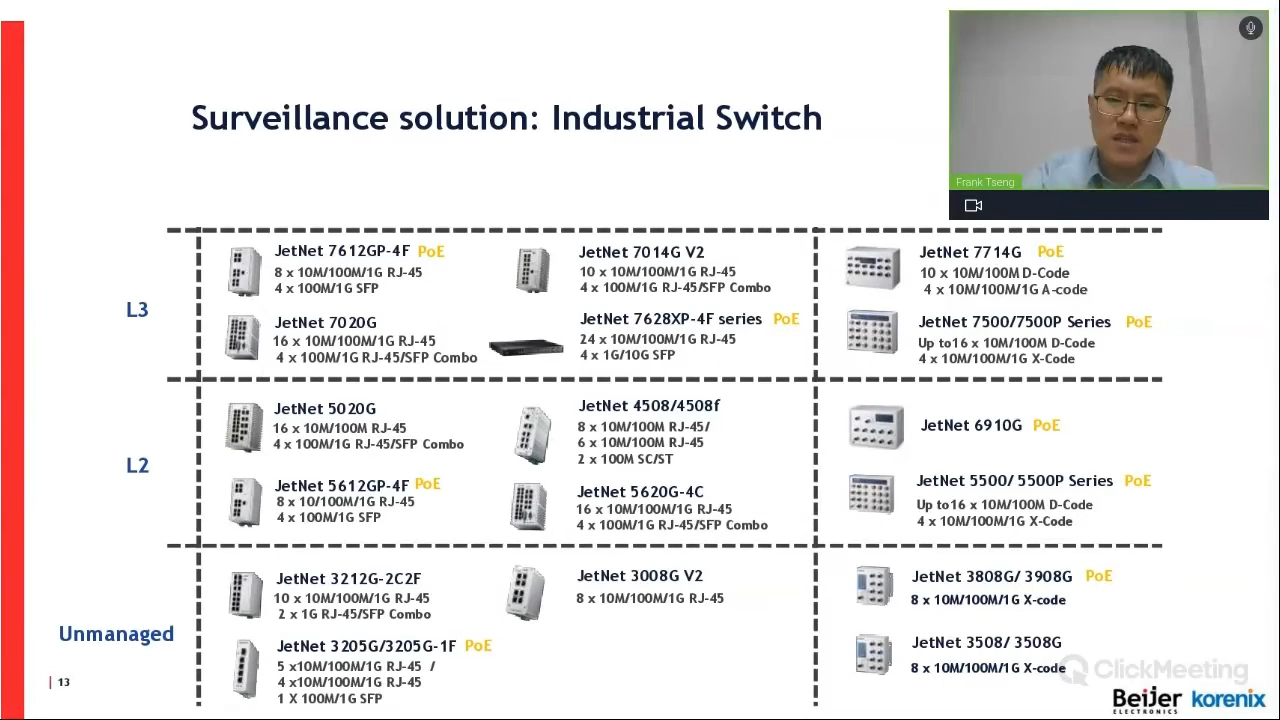 Surveillance solution: Industrial Switch
Frank Tseng
L3
JetNet 7612GP-4F PoE
8 x 10M/100M/1G RJ-45
4 x 100M/1G SFP
JetNet 7020G
16 x 10M/100M/1G RJ-45
4 x 100M/1G RJ-45/SFP Combo
JetNet 7014G V2
10 x 10M/100M/1G RJ-45
4 x 100M/1G RJ-45/SFP Combo
JetNet 7628XP-4F series PoE
24 x 10M/100M/1G RJ-45
4 x 1G/10G SFP
JetNet 7714G PoE
10 x 10M/100M D-Code
4 x 10M/100M/1G A-code
JetNet 7500/7500P Series PoE
Up to16 x 10M/100M D-Code
4 x 10M/100M/1G X-Code
L2
JetNet 5020G
16 x 10M/100M RJ-45
4 x 100M/1G RJ-45/SFP Combo
JetNet 5612GP-4F PoE
8 x 10/100M/1G RJ-45
4 x 100M/1G SFP
JetNet 4508/4508f
8 x 10M/100M RJ-45/
6 x 10M/100M RJ-45
2 x 100M SC/ST
JetNet 5620G-4C
16 x 10M/100M/1G RJ-45
4 x 100M/1G RJ-45/SFP Combo
JetNet 6910G PoE
JetNet 5500/ 5500P Series PoE
Up to16 x 10M/100M D-Code
4 x 10M/100M/1G X-Code
Unmanaged
JetNet 3212G-2C2F
10 x 10M/100M/1G RJ-45
2 x 1G RJ-45/SFP Combo
JetNet 3205G/3205G-1F PoE
5 x10M/100M/1G RJ-45 /
4 x10M/100M/1G RJ-45
1 X 100M/1G SFP
JetNet 3008G V2
8 x 10M/100M/1G RJ-45
JetNet 3808G/ 3908G PoE
8 x 10M/100M/1G X-code
JetNet 3508/ 3508G
8 x 10M/100M/1G X-code
13
ClickMeeting
Beijer
ELECTRONICS
korenix